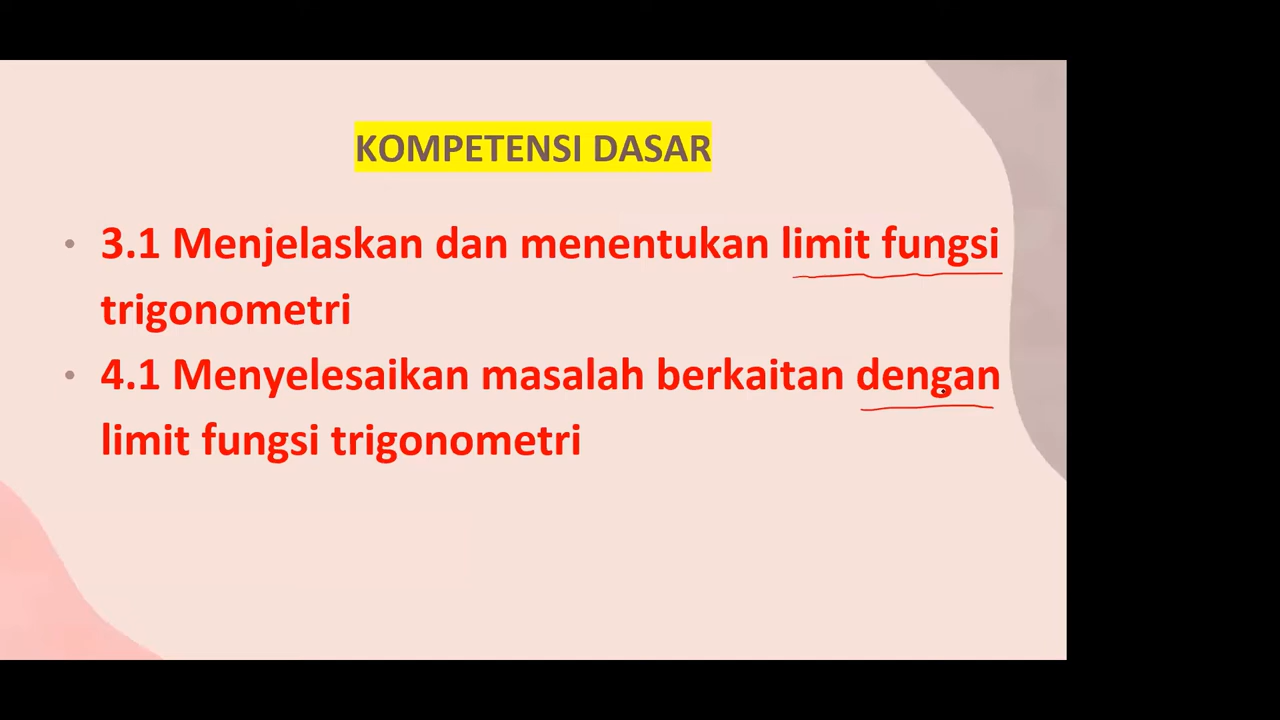 KOMPETENSI DASAR
• 3.1 Menjelaskan dan menentukan limit fungsi
trigonometri
• 4.1 Menyelesaikan masalah berkaitan dengan
limit fungsi trigonometri